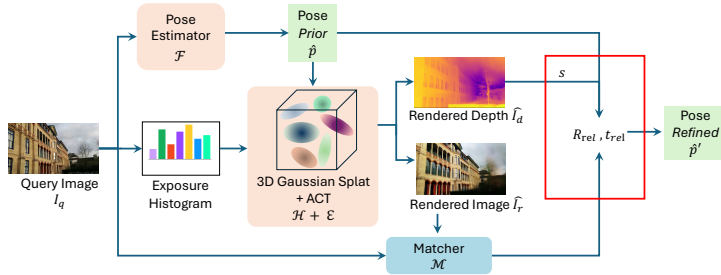 Pose
Estimator
ℱ
Pose
Prior
p̂
Query Image
I_q
Exposure
Histogram
3D Gaussian Splat
+ ACT
ℋ + ℰ
Rendered Depth Î_d
Rendered Image Î_r
Matcher
ℳ
s
R_rel , t_rel
Pose
Refined
p̂′